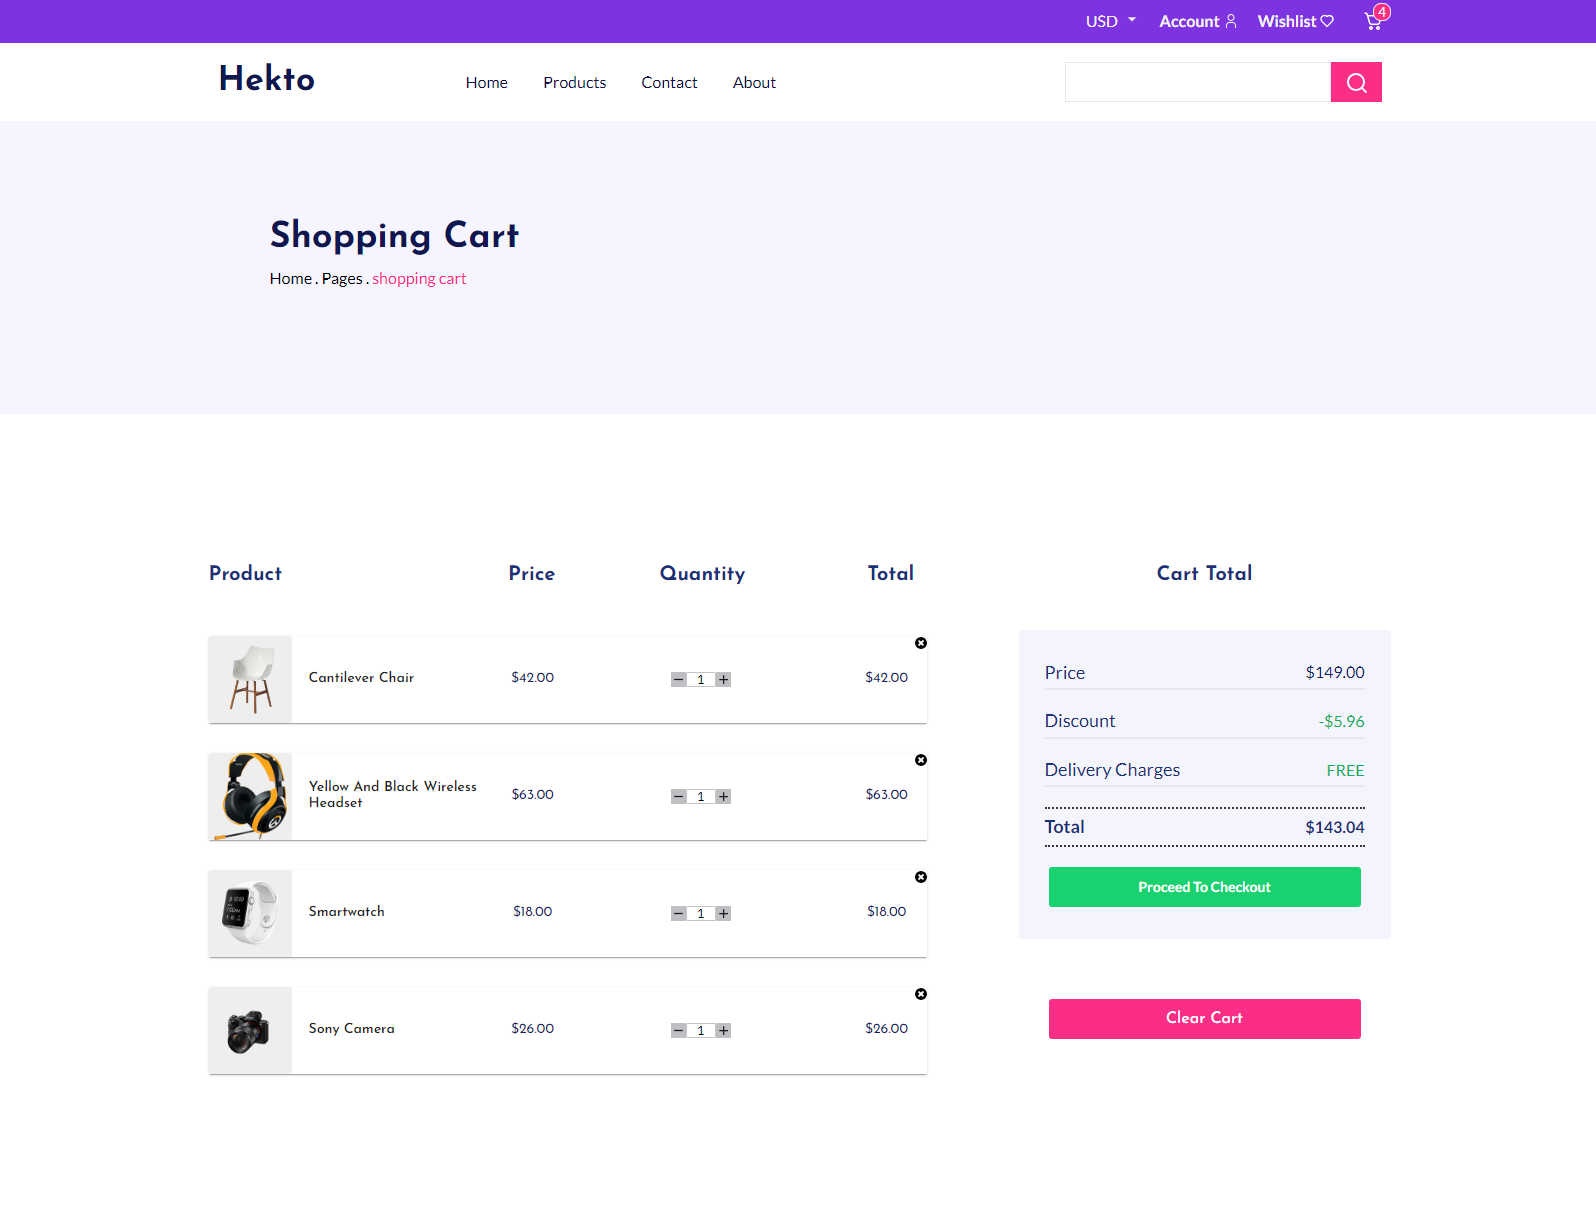 USD Account Wishlist 4
Hekto Home Products Contact About
Shopping Cart
Home . Pages . shopping cart
Product Price Quantity Total Cart Total
Cantilever Chair $42.00 − 1 + $42.00
Yellow And Black Wireless
Headset $63.00 − 1 + $63.00
Smartwatch $18.00 − 1 + $18.00
Sony Camera $26.00 − 1 + $26.00
Price $149.00
Discount -$5.96
Delivery Charges FREE
Total $143.04
Proceed To Checkout
Clear Cart